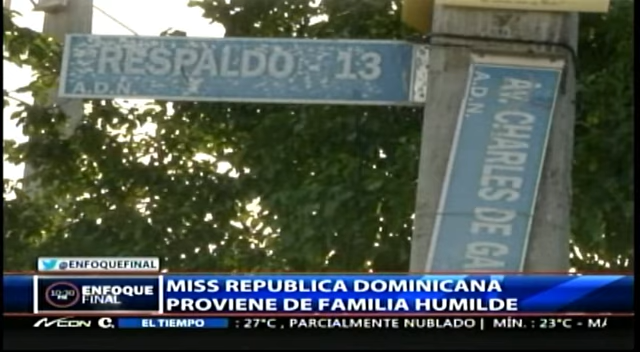 RESPALDO - 13
A.D.N.
AV. CHARLES DE GA
A.D.N.
@ENFOQUEFINAL
10:30 PM
ENFOQUE
FINAL
MISS REPUBLICA DOMINICANA
PROVIENE DE FAMILIA HUMILDE
EL TIEMPO : 27°C , PARCIALMENTE NUBLADO | MÍN. : 23°C - MÁ